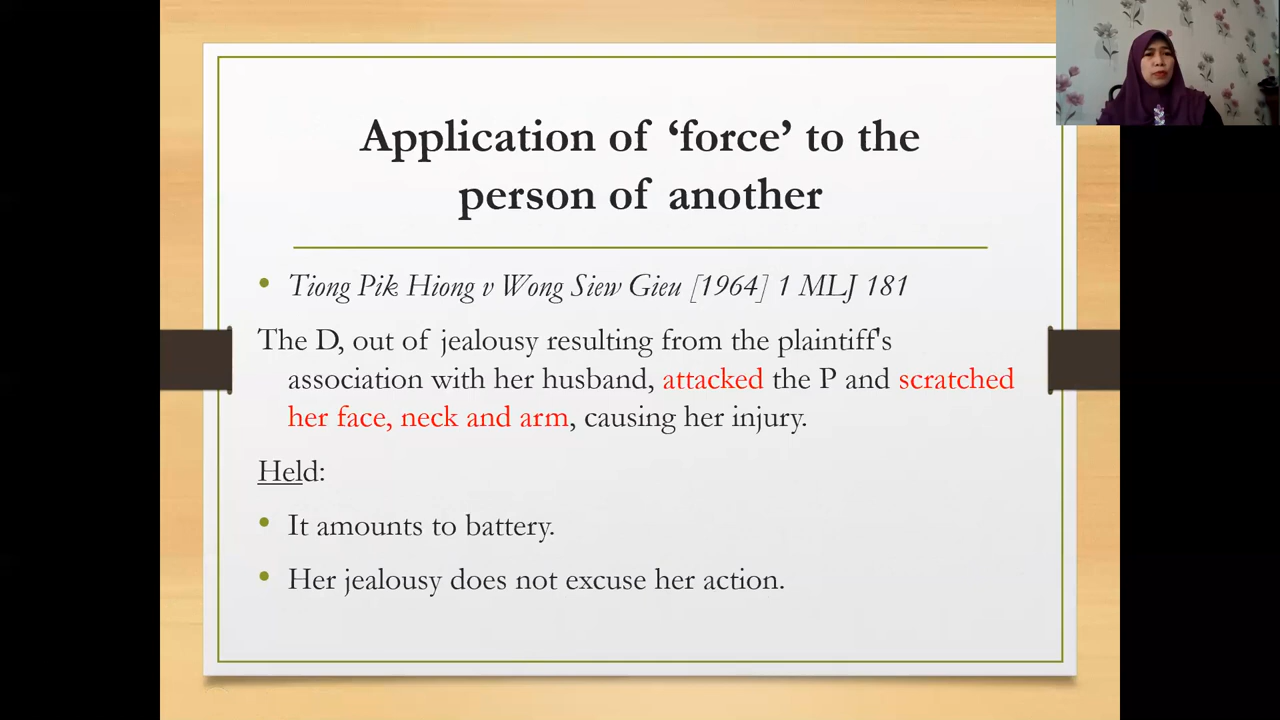 Application of ‘force’ to the
person of another
• Tiong Pik Hiong v Wong Siew Gieu [1964] 1 MLJ 181
The D, out of jealousy resulting from the plaintiff's
association with her husband, attacked the P and scratched
her face, neck and arm, causing her injury.
Held:
• It amounts to battery.
• Her jealousy does not excuse her action.